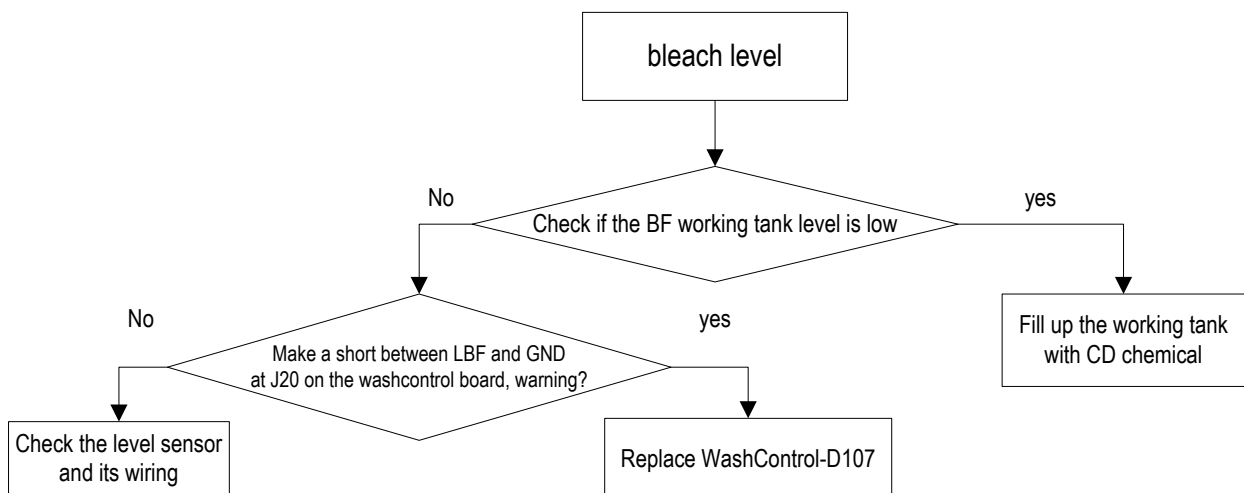 bleach level
No
yes
Check if the BF working tank level is low
No
yes
Make a short between LBF and GND
at J20 on the washcontrol board, warning?
Fill up the working tank
with CD chemical
Check the level sensor
and its wiring
Replace WashControl-D107